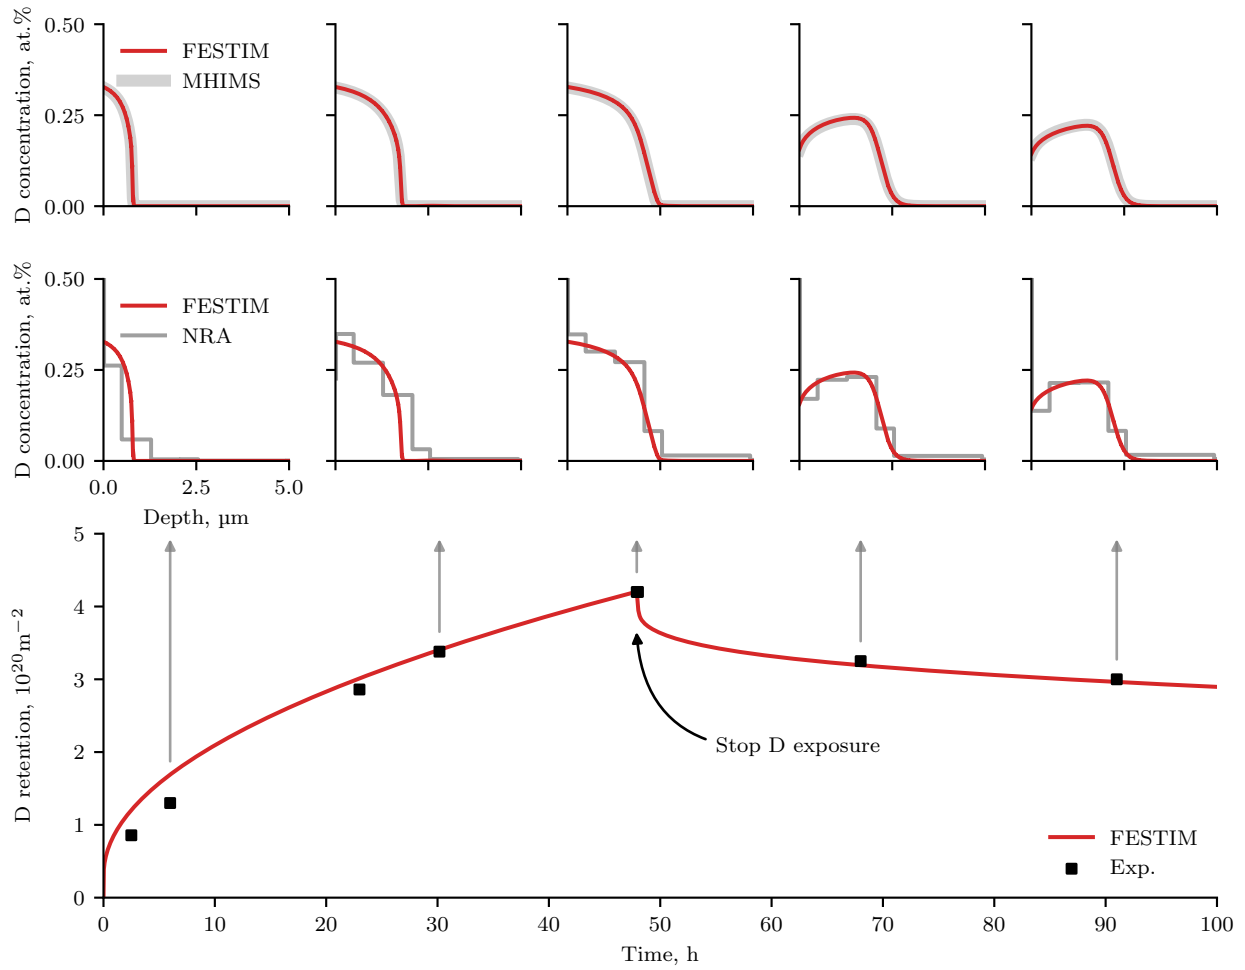 D concentration, at.%
0.50
0.25
0.00
FESTIM
MHIMS
D concentration, at.%
0.50
0.25
0.00
FESTIM
NRA
0.0 2.5 5.0
Depth, µm
D retention, 10²⁰m⁻²
5
4
3
2
1
0
Stop D exposure
FESTIM
Exp.
0 10 20 30 40 50 60 70 80 90 100
Time, h